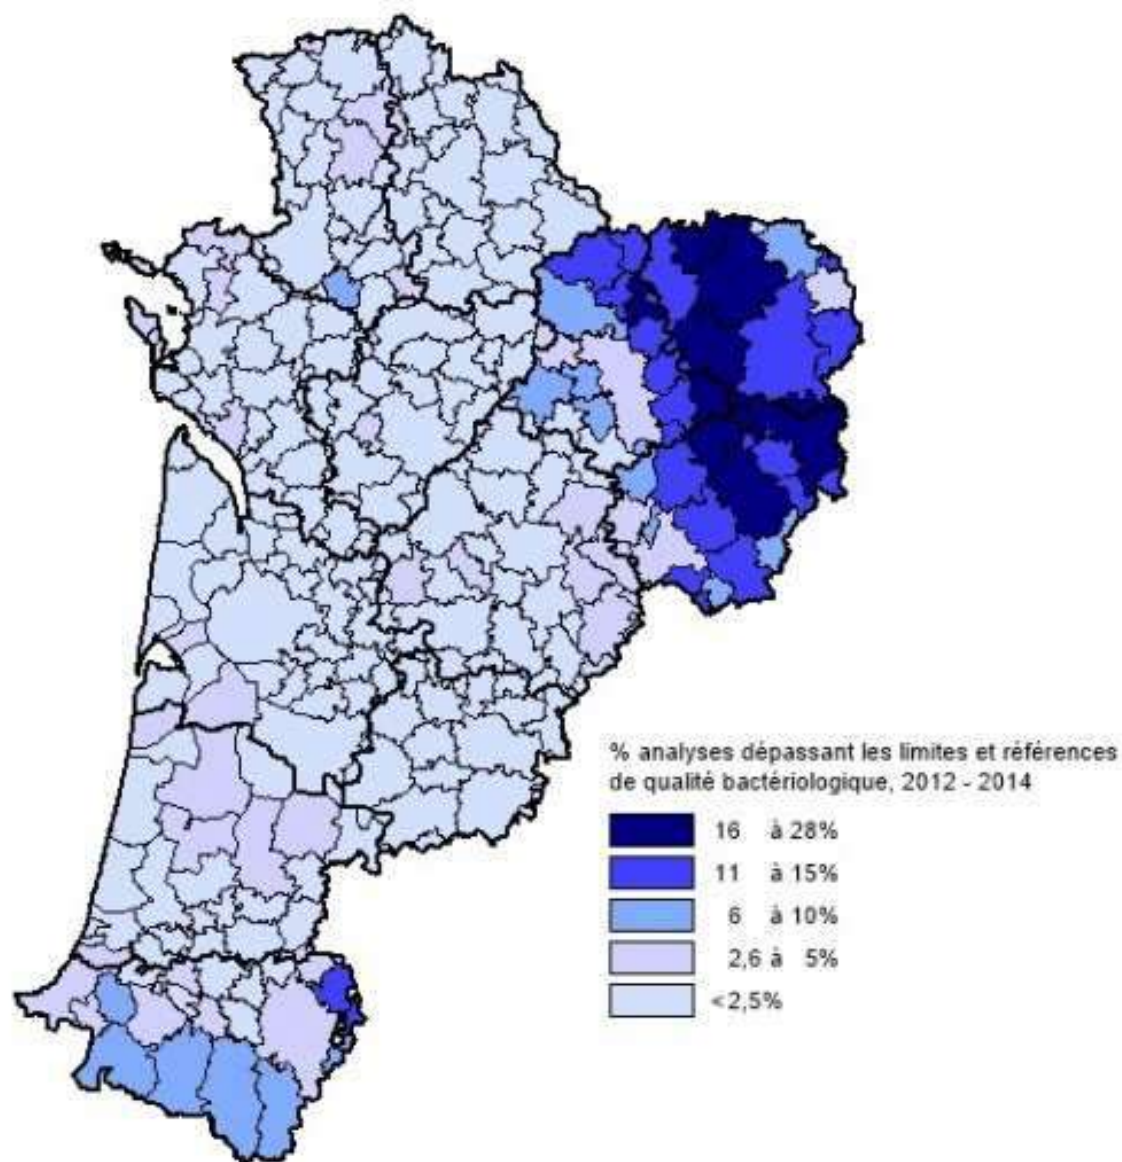 % analyses dépassant les limites et références
de qualité bactériologique, 2012 - 2014
16 à 28%
11 à 15%
6 à 10%
2,6 à 5%
<2,5%